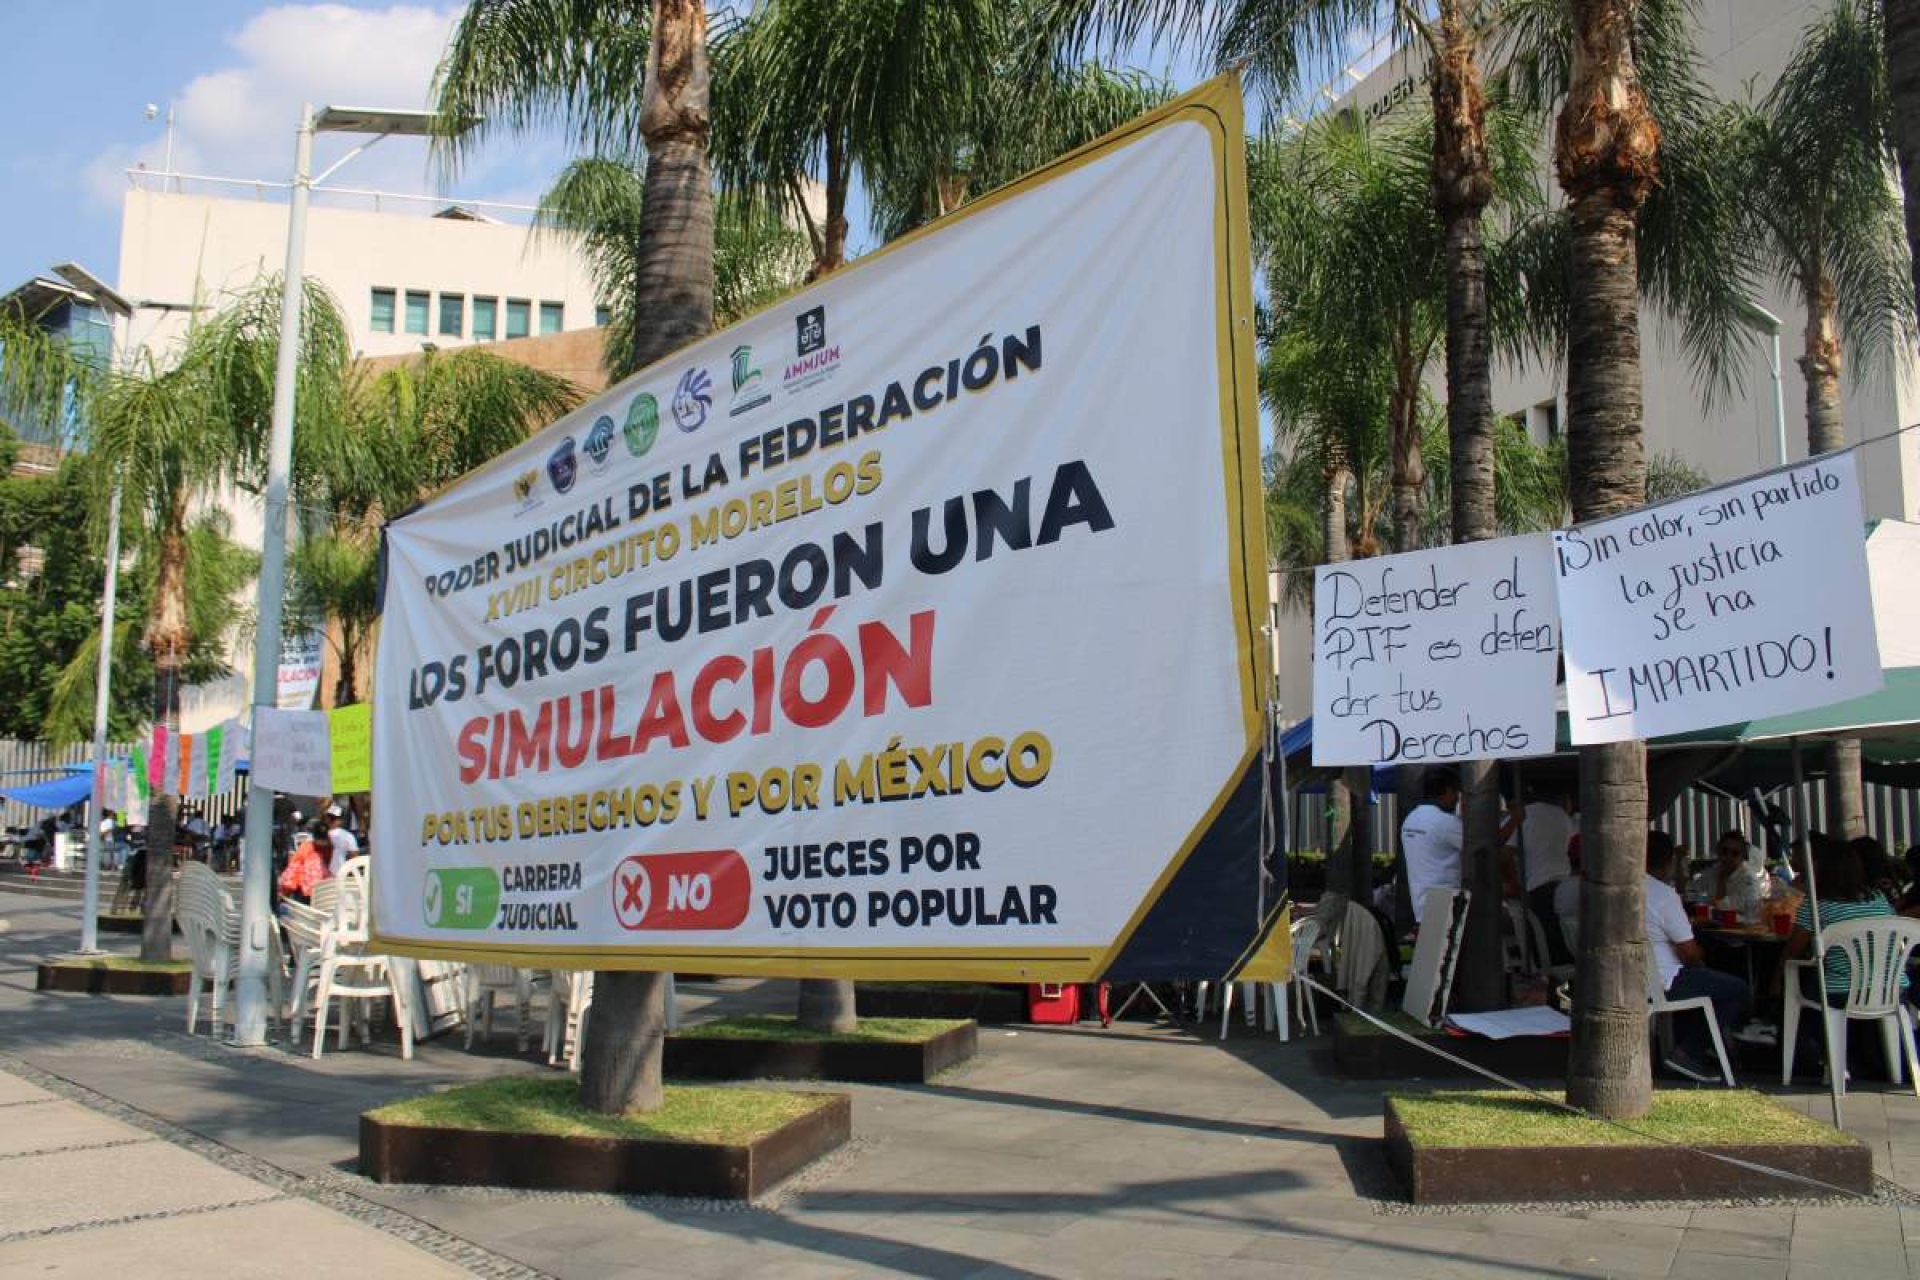 PODER
AMMJUM
PODER JUDICIAL DE LA FEDERACIÓN
XVIII CIRCUITO MORELOS
LOS FOROS FUERON UNA
SIMULACIÓN
POR TUS DERECHOS Y POR MÉXICO
SI
CARRERA
JUDICIAL
NO
JUECES POR
VOTO POPULAR
Defender al
PJF es defen
der tus
Derechos
¡Sin color, sin partido
la justicia
se ha
IMPARTIDO!